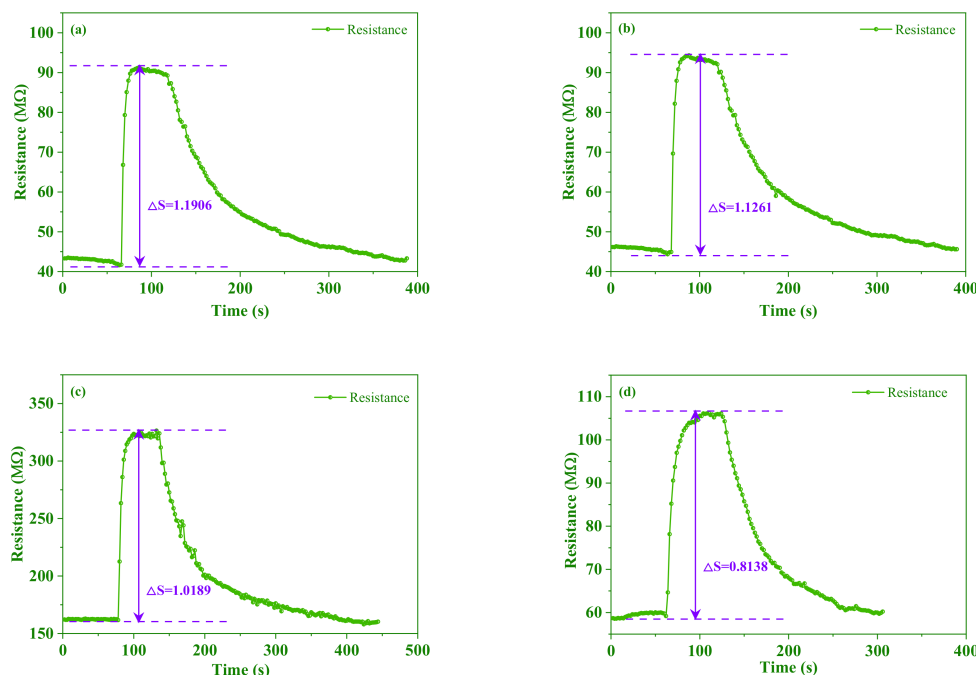 (a)
Resistance
100
90
80
70
60
50
40
Resistance (MΩ)
△S=1.1906
0
100
200
300
400
Time (s)
(b)
Resistance
100
90
80
70
60
50
40
Resistance (MΩ)
△S=1.1261
0
100
200
300
400
Time (s)
(c)
Resistance
350
300
250
200
150
Resistance (MΩ)
△S=1.0189
0
100
200
300
400
500
Time (s)
(d)
Resistance
110
100
90
80
70
60
Resistance (MΩ)
△S=0.8138
0
100
200
300
400
Time (s)